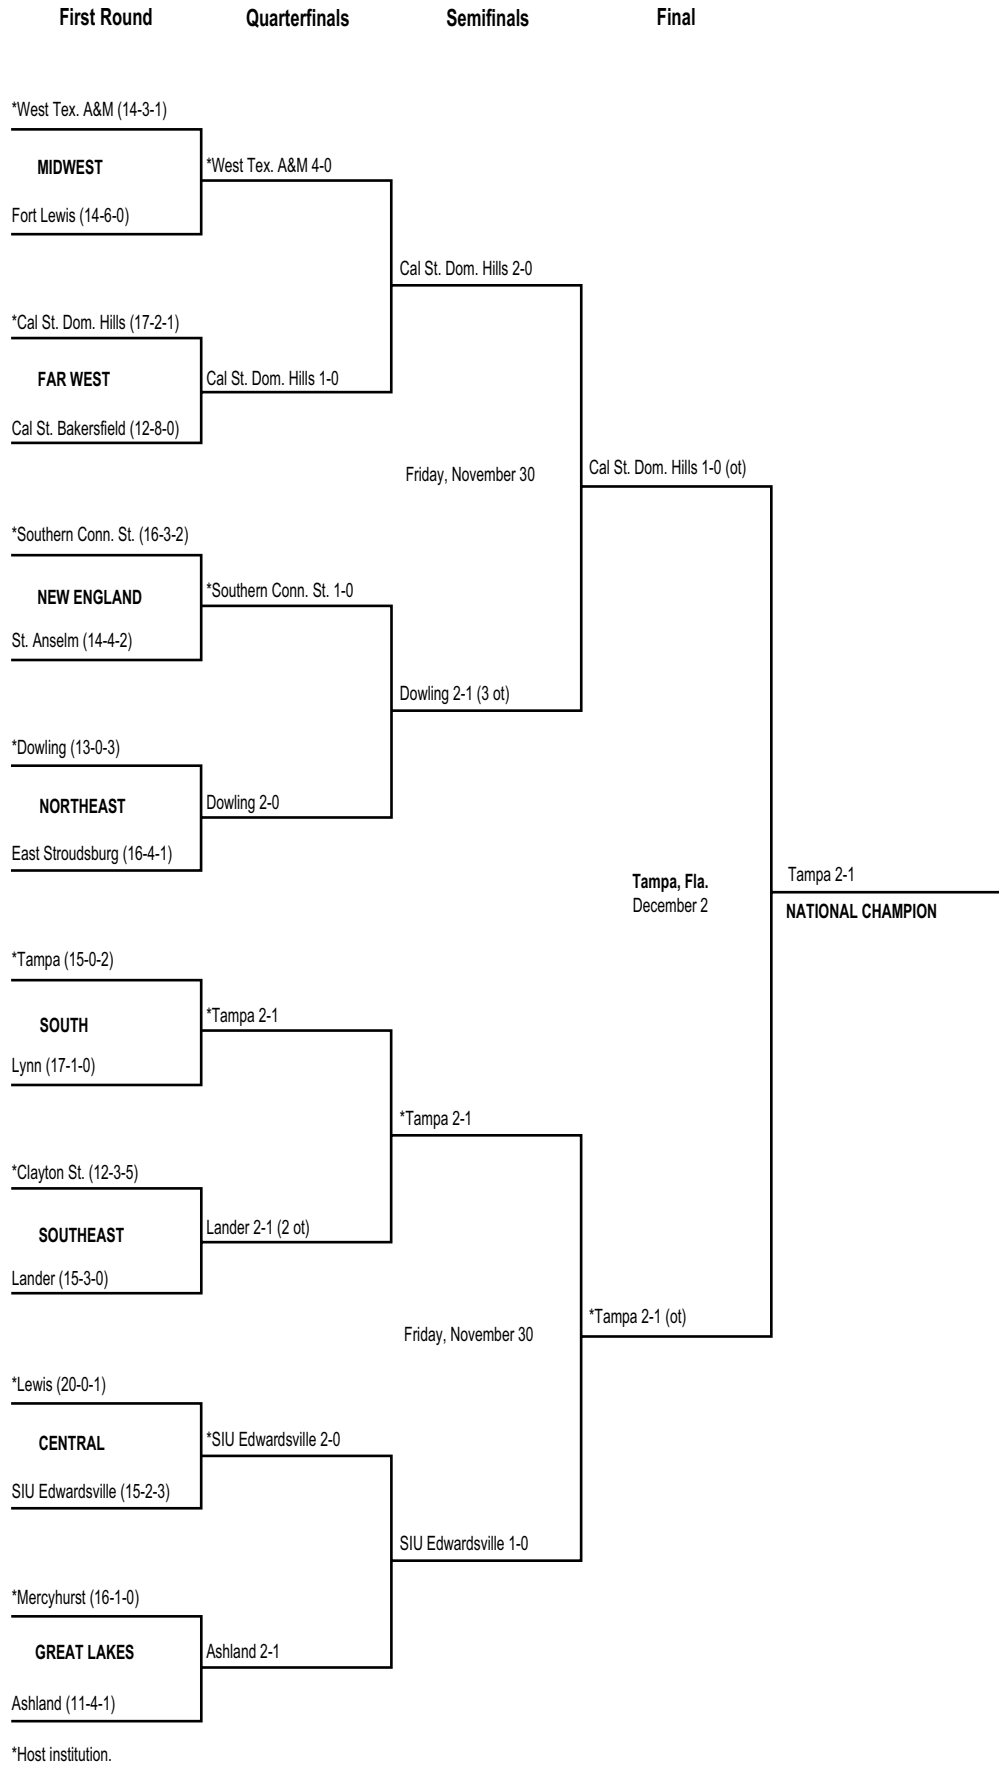 First Round
Quarterfinals
Semifinals
Final
*West Tex. A&M (14-3-1)
MIDWEST
*West Tex. A&M 4-0
Fort Lewis (14-6-0)
Cal St. Dom. Hills 2-0
*Cal St. Dom. Hills (17-2-1)
FAR WEST
Cal St. Dom. Hills 1-0
Cal St. Bakersfield (12-8-0)
Friday, November 30
Cal St. Dom. Hills 1-0 (ot)
*Southern Conn. St. (16-3-2)
NEW ENGLAND
*Southern Conn. St. 1-0
St. Anselm (14-4-2)
Dowling 2-1 (3 ot)
*Dowling (13-0-3)
NORTHEAST
Dowling 2-0
East Stroudsburg (16-4-1)
Tampa, Fla.
December 2
Tampa 2-1
NATIONAL CHAMPION
*Tampa (15-0-2)
SOUTH
*Tampa 2-1
Lynn (17-1-0)
*Tampa 2-1
*Clayton St. (12-3-5)
SOUTHEAST
Lander 2-1 (2 ot)
Lander (15-3-0)
Friday, November 30
*Tampa 2-1 (ot)
*Lewis (20-0-1)
CENTRAL
*SIU Edwardsville 2-0
SIU Edwardsville (15-2-3)
SIU Edwardsville 1-0
*Mercyhurst (16-1-0)
GREAT LAKES
Ashland 2-1
Ashland (11-4-1)
*Host institution.